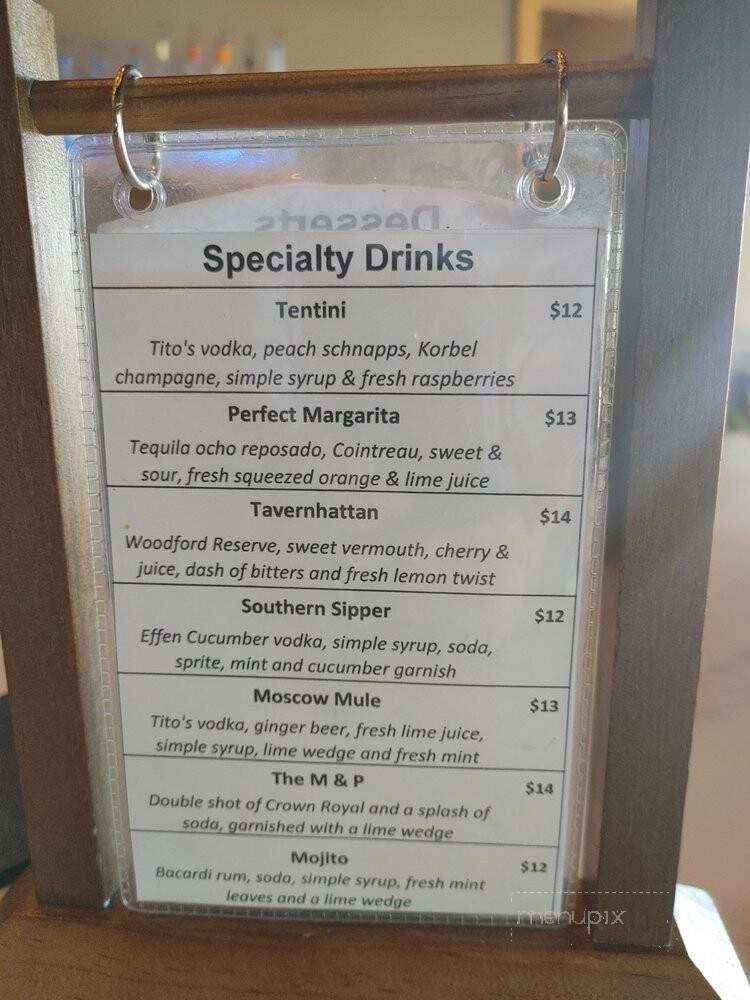 Desserts
Specialty Drinks
Tentini $12
Tito's vodka, peach schnapps, Korbel
champagne, simple syrup & fresh raspberries
Perfect Margarita $13
Tequila ocho reposado, Cointreau, sweet &
sour, fresh squeezed orange & lime juice
Tavernhattan $14
Woodford Reserve, sweet vermouth, cherry &
juice, dash of bitters and fresh lemon twist
Southern Sipper $12
Effen Cucumber vodka, simple syrup, soda,
sprite, mint and cucumber garnish
Moscow Mule $13
Tito's vodka, ginger beer, fresh lime juice,
simple syrup, lime wedge and fresh mint
The M & P $14
Double shot of Crown Royal and a splash of
soda, garnished with a lime wedge
Mojito $12
Bacardi rum, soda, simple syrup, fresh mint
leaves and a lime wedge
menupix